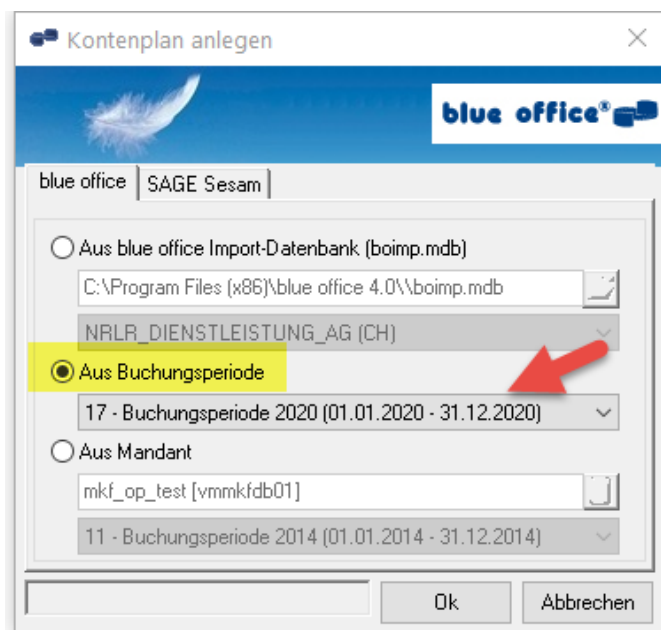 Kontenplan anlegen
blue office®
blue office
SAGE Sesam
Aus blue office Import-Datenbank (boimp.mdb)
C:\Program Files (x86)\blue office 4.0\\boimp.mdb
NRLR_DIENSTLEISTUNG_AG (CH)
Aus Buchungsperiode
17 - Buchungsperiode 2020 (01.01.2020 - 31.12.2020)
Aus Mandant
mkf_op_test [vmmkfdb01]
11 - Buchungsperiode 2014 (01.01.2014 - 31.12.2014)
Ok
Abbrechen